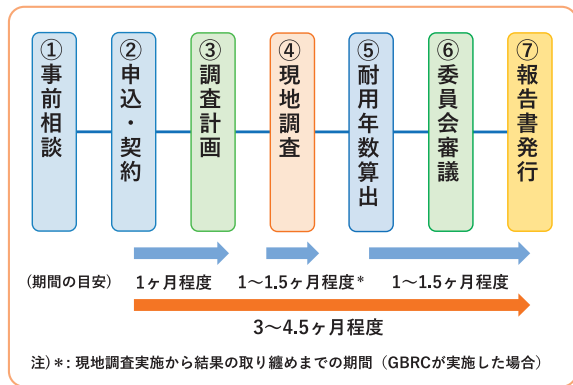 ①事前相談
②申込・契約
③調査計画
④現地調査
⑤耐用年数算出
⑥委員会審議
⑦報告書発行
(期間の目安)
1ヶ月程度
1～1.5ヶ月程度*
1～1.5ヶ月程度
3～4.5ヶ月程度
注)*：現地調査実施から結果の取り纏めまでの期間（GBRCが実施した場合）